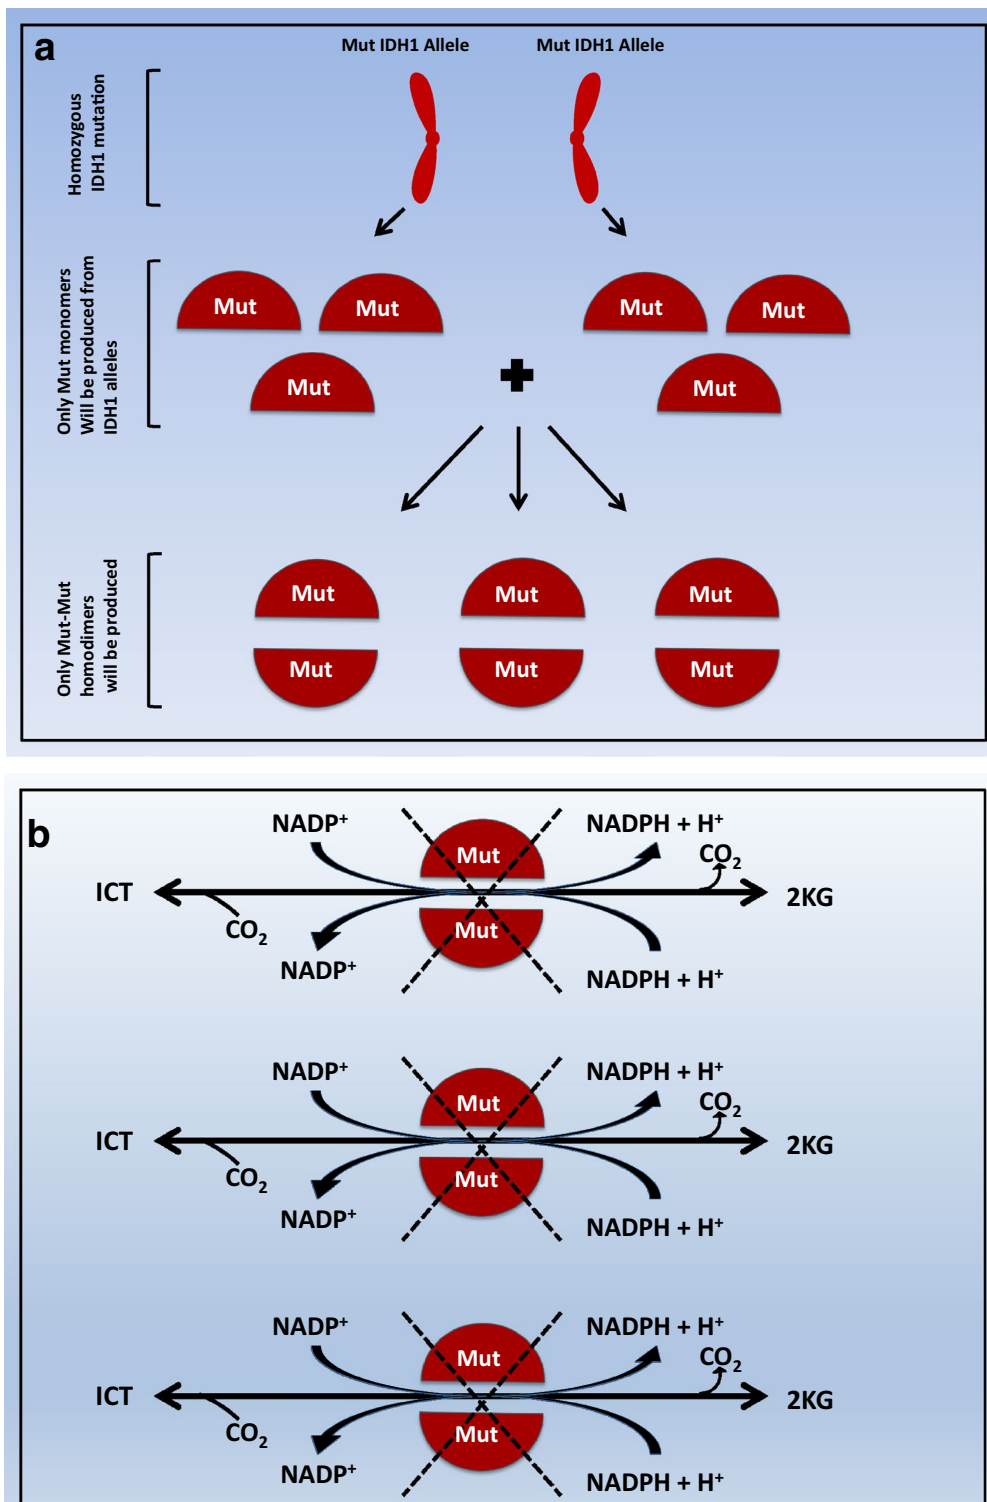 a
Mut IDH1 Allele
Mut IDH1 Allele
Homozygous
IDH1 mutation
Mut
Mut
Mut
Mut
Mut
Mut
Only Mut monomers
Will be produced from
IDH1 alleles
Only Mut-Mut
homodimers
will be produced
Mut
Mut
Mut
Mut
Mut
Mut
b
NADP⁺
Mut
NADPH + H⁺
CO₂
ICT
2KG
CO₂
Mut
NADP⁺
NADPH + H⁺
NADP⁺
Mut
NADPH + H⁺
CO₂
ICT
2KG
CO₂
Mut
NADP⁺
NADPH + H⁺
NADP⁺
Mut
NADPH + H⁺
CO₂
ICT
2KG
CO₂
Mut
NADP⁺
NADPH + H⁺